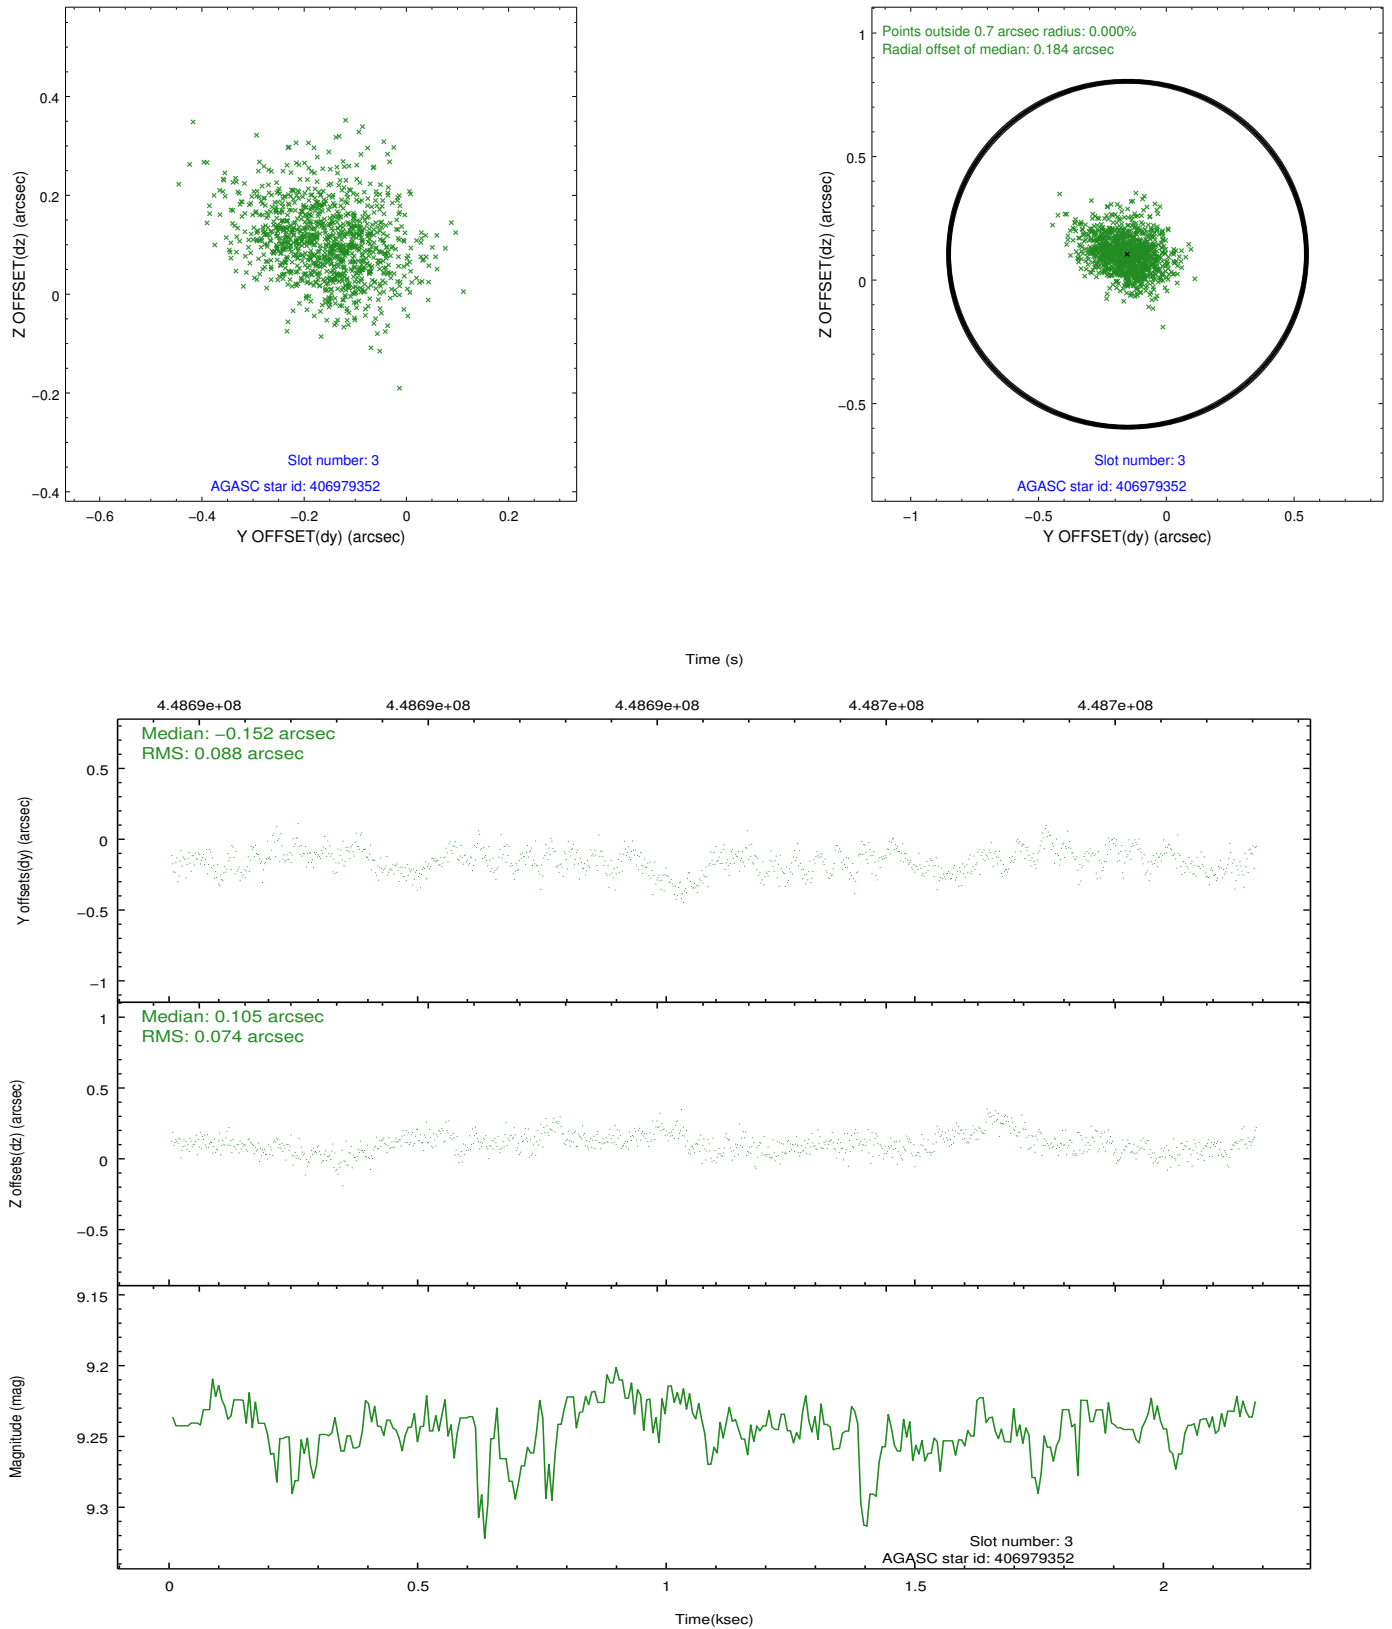 0.4
0.2
0
−0.2
−0.4
Z OFFSET(dz) (arcsec)
Slot number: 3
AGASC star id: 406979352
−0.6 −0.4 −0.2 0 0.2
Y OFFSET(dy) (arcsec)
Points outside 0.7 arcsec radius: 0.000%
Radial offset of median: 0.184 arcsec
1
0.5
0
−0.5
Z OFFSET(dz) (arcsec)
Slot number: 3
AGASC star id: 406979352
−1 −0.5 0 0.5
Y OFFSET(dy) (arcsec)
Time (s)
4.4869e+08 4.4869e+08 4.4869e+08 4.487e+08 4.487e+08
Median: −0.152 arcsec
RMS: 0.088 arcsec
0.5
0
−0.5
−1
Y offsets(dy) (arcsec)
Median: 0.105 arcsec
RMS: 0.074 arcsec
1
0.5
0
−0.5
Z offsets(dz) (arcsec)
9.15
9.2
9.25
9.3
Magnitude (mag)
Slot number: 3
AGASC star id: 406979352
0 0.5 1 1.5 2
Time(ksec)